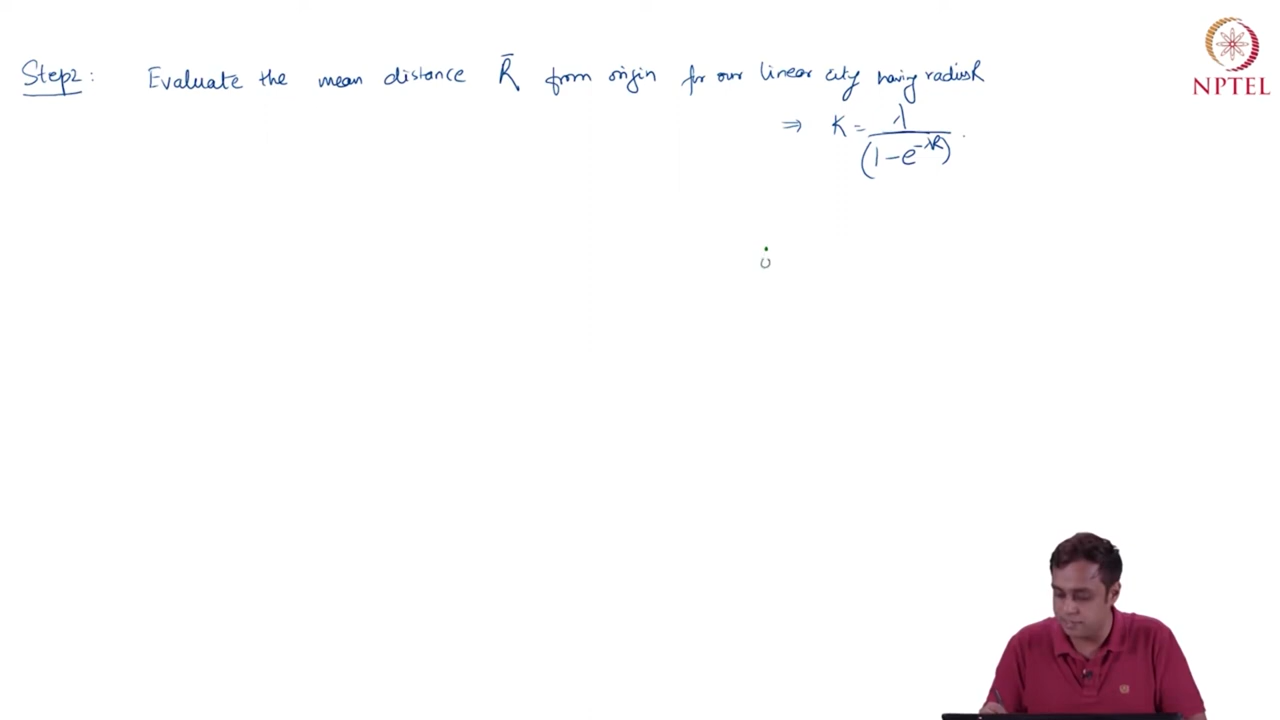 Step2: Evaluate the mean distance R̄ from origin for our linear city having radius R
⇒ K = λ / (1 - e^{-λR})
NPTEL